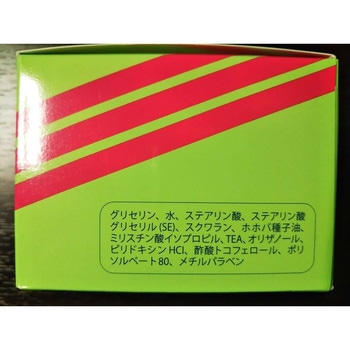 グリセリン、水、ステアリン酸、ステアリン酸
グリセリル(SE)、スクワラン、ホホバ種子油、
ミリスチン酸イソプロピル、TEA、オリザノール、
ピリドキシンHCl、酢酸トコフェロール、ポリ
ソルベート80、メチルパラベン